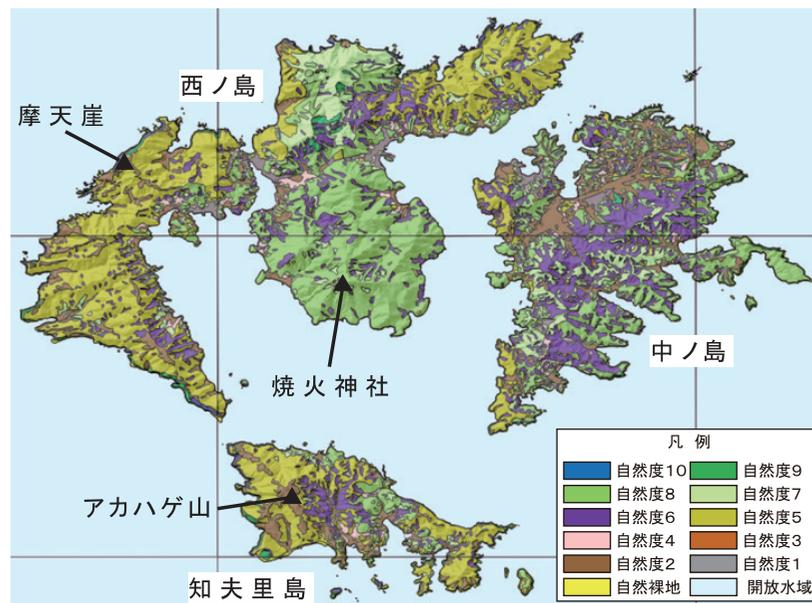 西ノ島
摩天崖
焼火神社
中ノ島
アカハゲ山
知夫里島
凡例
自然度10 自然度9
自然度8 自然度7
自然度6 自然度5
自然度4 自然度3
自然度2 自然度1
自然裸地 開放水域